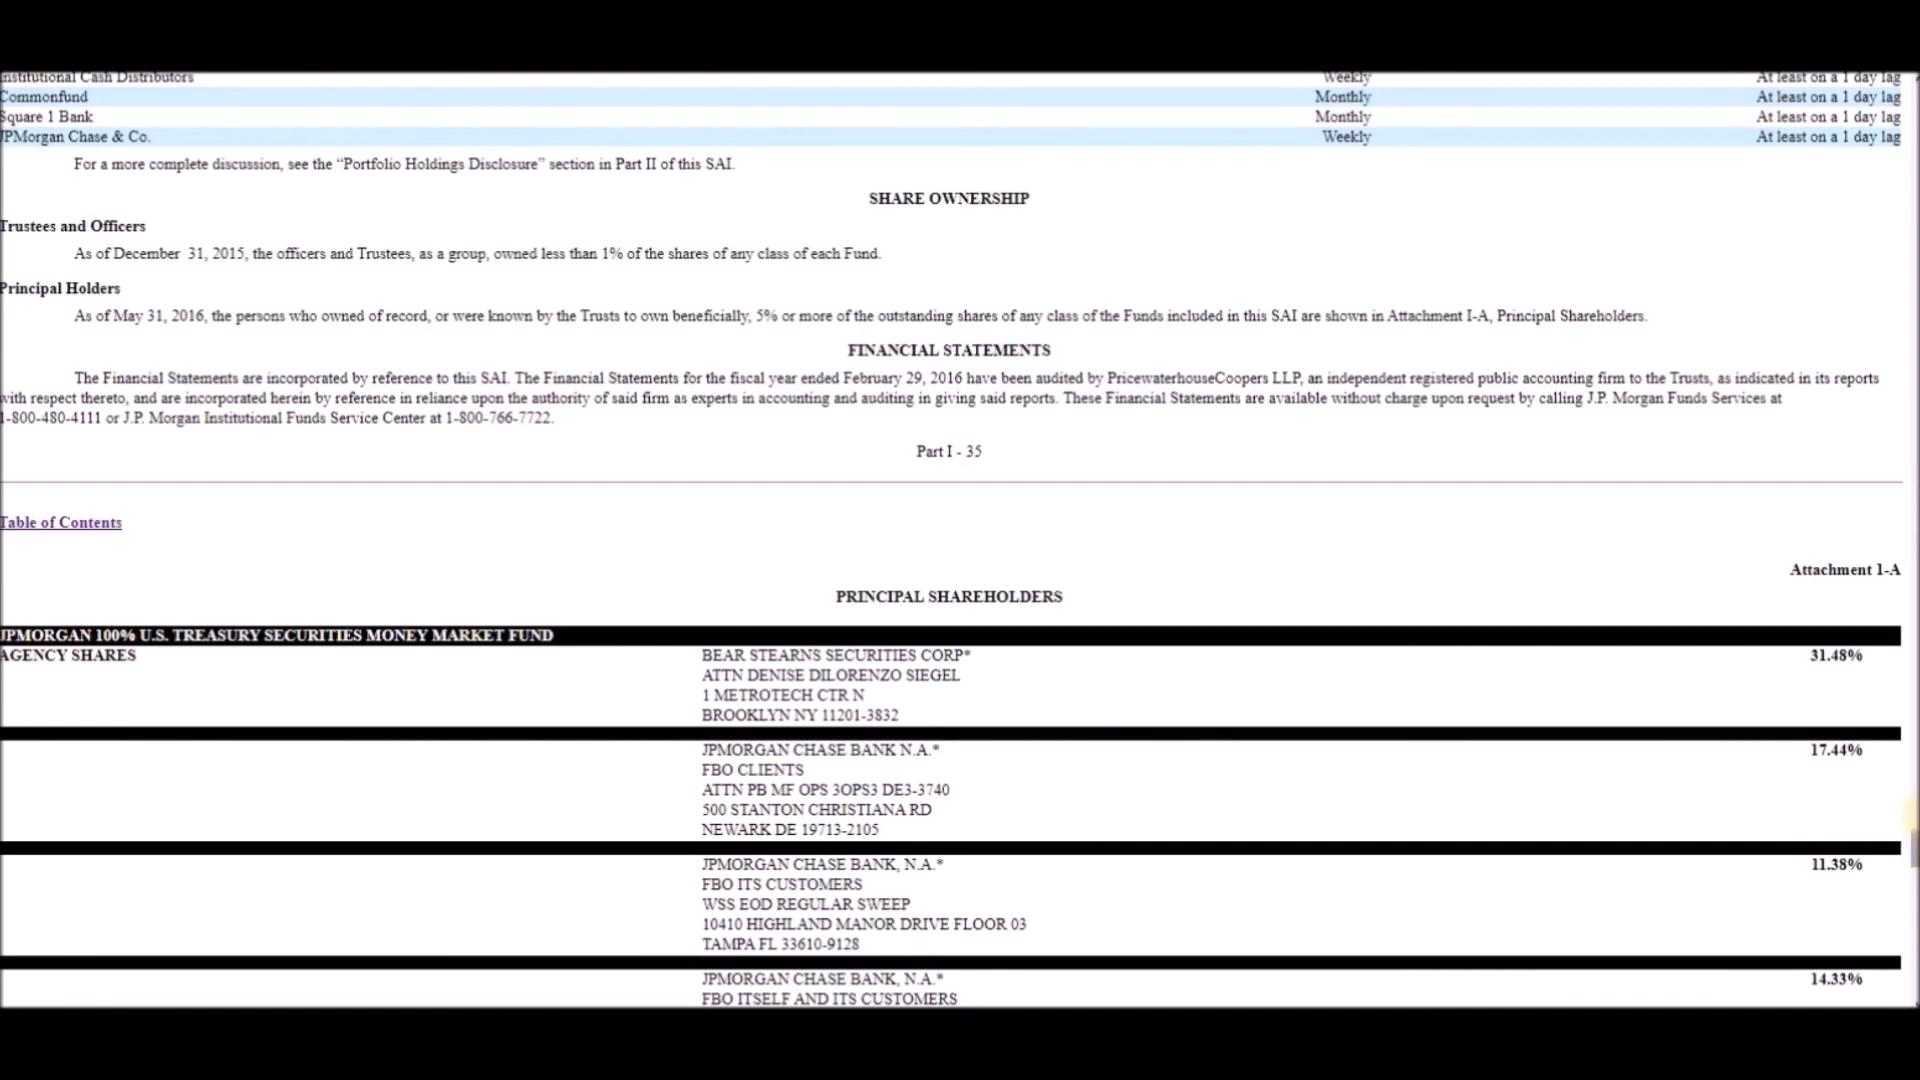 Institutional Cash Distributors Weekly At least on a 1 day lag
Commonfund Monthly At least on a 1 day lag
Square 1 Bank Monthly At least on a 1 day lag
JPMorgan Chase & Co. Weekly At least on a 1 day lag
For a more complete discussion, see the “Portfolio Holdings Disclosure” section in Part II of this SAI.
SHARE OWNERSHIP
Trustees and Officers
As of December 31, 2015, the officers and Trustees, as a group, owned less than 1% of the shares of any class of each Fund.
Principal Holders
As of May 31, 2016, the persons who owned of record, or were known by the Trusts to own beneficially, 5% or more of the outstanding shares of any class of the Funds included in this SAI are shown in Attachment I-A, Principal Shareholders.
FINANCIAL STATEMENTS
The Financial Statements are incorporated by reference to this SAI. The Financial Statements for the fiscal year ended February 29, 2016 have been audited by PricewaterhouseCoopers LLP, an independent registered public accounting firm to the Trusts, as indicated in its reports
with respect thereto, and are incorporated herein by reference in reliance upon the authority of said firm as experts in accounting and auditing in giving said reports. These Financial Statements are available without charge upon request by calling J.P. Morgan Funds Services at
1-800-480-4111 or J.P. Morgan Institutional Funds Service Center at 1-800-766-7722.
Part I - 35
Table of Contents
Attachment 1-A
PRINCIPAL SHAREHOLDERS
JPMORGAN 100% U.S. TREASURY SECURITIES MONEY MARKET FUND
AGENCY SHARES BEAR STEARNS SECURITIES CORP* 31.48%
ATTN DENISE DILORENZO SIEGEL
1 METROTECH CTR N
BROOKLYN NY 11201-3832
JPMORGAN CHASE BANK N.A.* 17.44%
FBO CLIENTS
ATTN PB MF OPS 3OPS3 DE3-3740
500 STANTON CHRISTIANA RD
NEWARK DE 19713-2105
JPMORGAN CHASE BANK, N.A.* 11.38%
FBO ITS CUSTOMERS
WSS EOD REGULAR SWEEP
10410 HIGHLAND MANOR DRIVE FLOOR 03
TAMPA FL 33610-9128
JPMORGAN CHASE BANK, N.A.* 14.33%
FBO ITSELF AND ITS CUSTOMERS